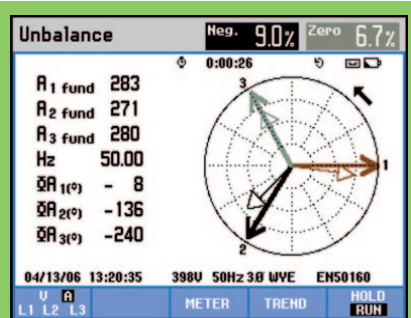 Unbalance Neg. 9.0% Zero 6.7%
0:00:26
A1 fund 283
A2 fund 271
A3 fund 280
Hz 50.00
ΦA1(°) - 8
ΦA2(°) -136
ΦA3(°) -240
3
1
2
04/13/06 13:20:35 398V 50Hz 3Ø WYE EN50160
V A
L1 L2 L3
METER
TREND
HOLD
RUN